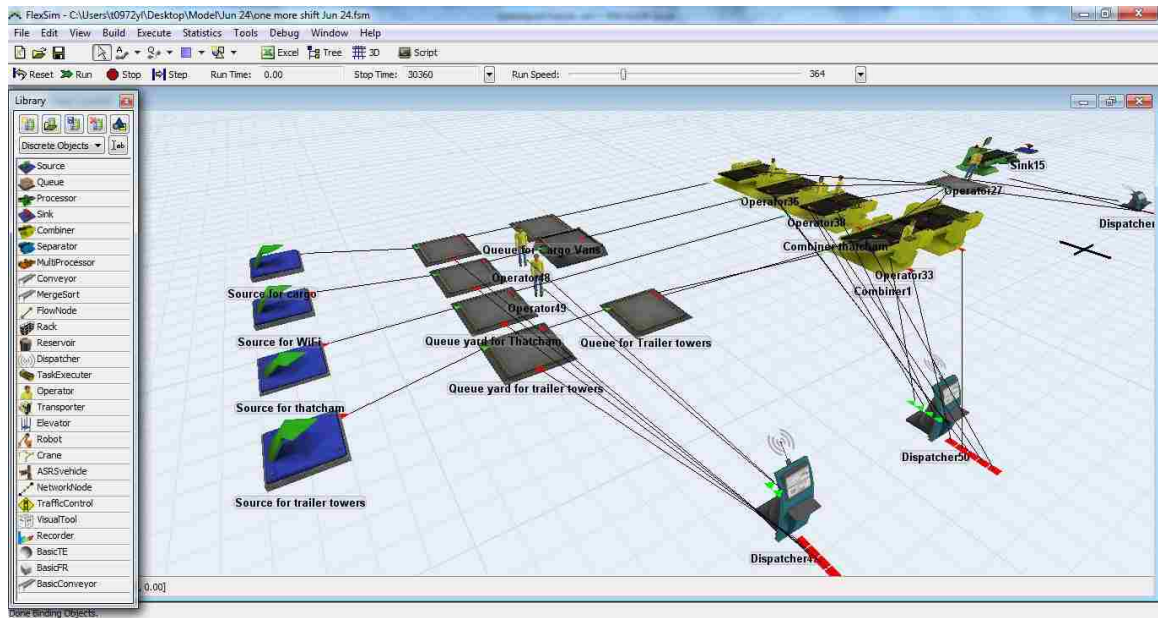 FlexSim - C:\Users\t0972yl\Desktop\Model\Jun 24\one more shift Jun 24.fsm
File Edit View Build Execute Statistics Tools Debug Window Help
Excel Tree 3D Script
Reset Run Stop Step Run Time: 0.00 Stop Time: 30360 Run Speed: 364
Library
Discrete Objects
Source
Queue
Processor
Sink
Combiner
Separator
MultiProcessor
Conveyor
MergeSort
FlowNode
Rack
Reservoir
Dispatcher
TaskExecuter
Operator
Transporter
Elevator
Robot
Crane
ASRSvehicle
NetworkNode
TrafficControl
VisualTool
Recorder
BasicTE
BasicFR
BasicConveyor
Sink15
Operator27
Operator36
Dispatcher
Operator38
Combiner thatcham
Queue for Cargo Vans
Operator48
Operator33
Source for cargo
Combiner1
Operator49
Source for WiFi
Queue yard for Thatcham
Queue for Trailer towers
Queue yard for trailer towers
Source for thatcham
Dispatcher50
Source for trailer towers
Dispatcher47
, 0.00]
Done Binding Objects.